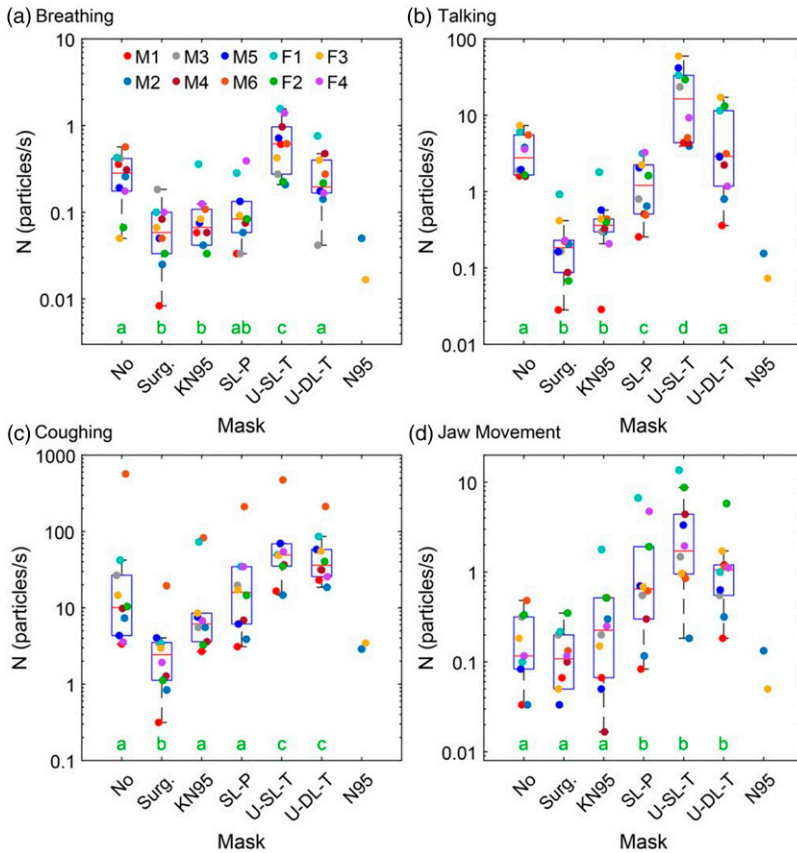 (a) Breathing
N (particles/s)
10
1
0.1
0.01
M1 M3 M5 F1 F3
M2 M4 M6 F2 F4
a b b ab c a
No Surg. KN95 SL-P U-SL-T U-DL-T N95
Mask
(b) Talking
N (particles/s)
100
10
1
0.1
0.01
a b b c d a
No Surg. KN95 SL-P U-SL-T U-DL-T N95
Mask
(c) Coughing
N (particles/s)
1000
100
10
1
0.1
a b a a c c
No Surg. KN95 SL-P U-SL-T U-DL-T N95
Mask
(d) Jaw Movement
N (particles/s)
10
1
0.1
0.01
a a a b b b
No Surg. KN95 SL-P U-SL-T U-DL-T N95
Mask